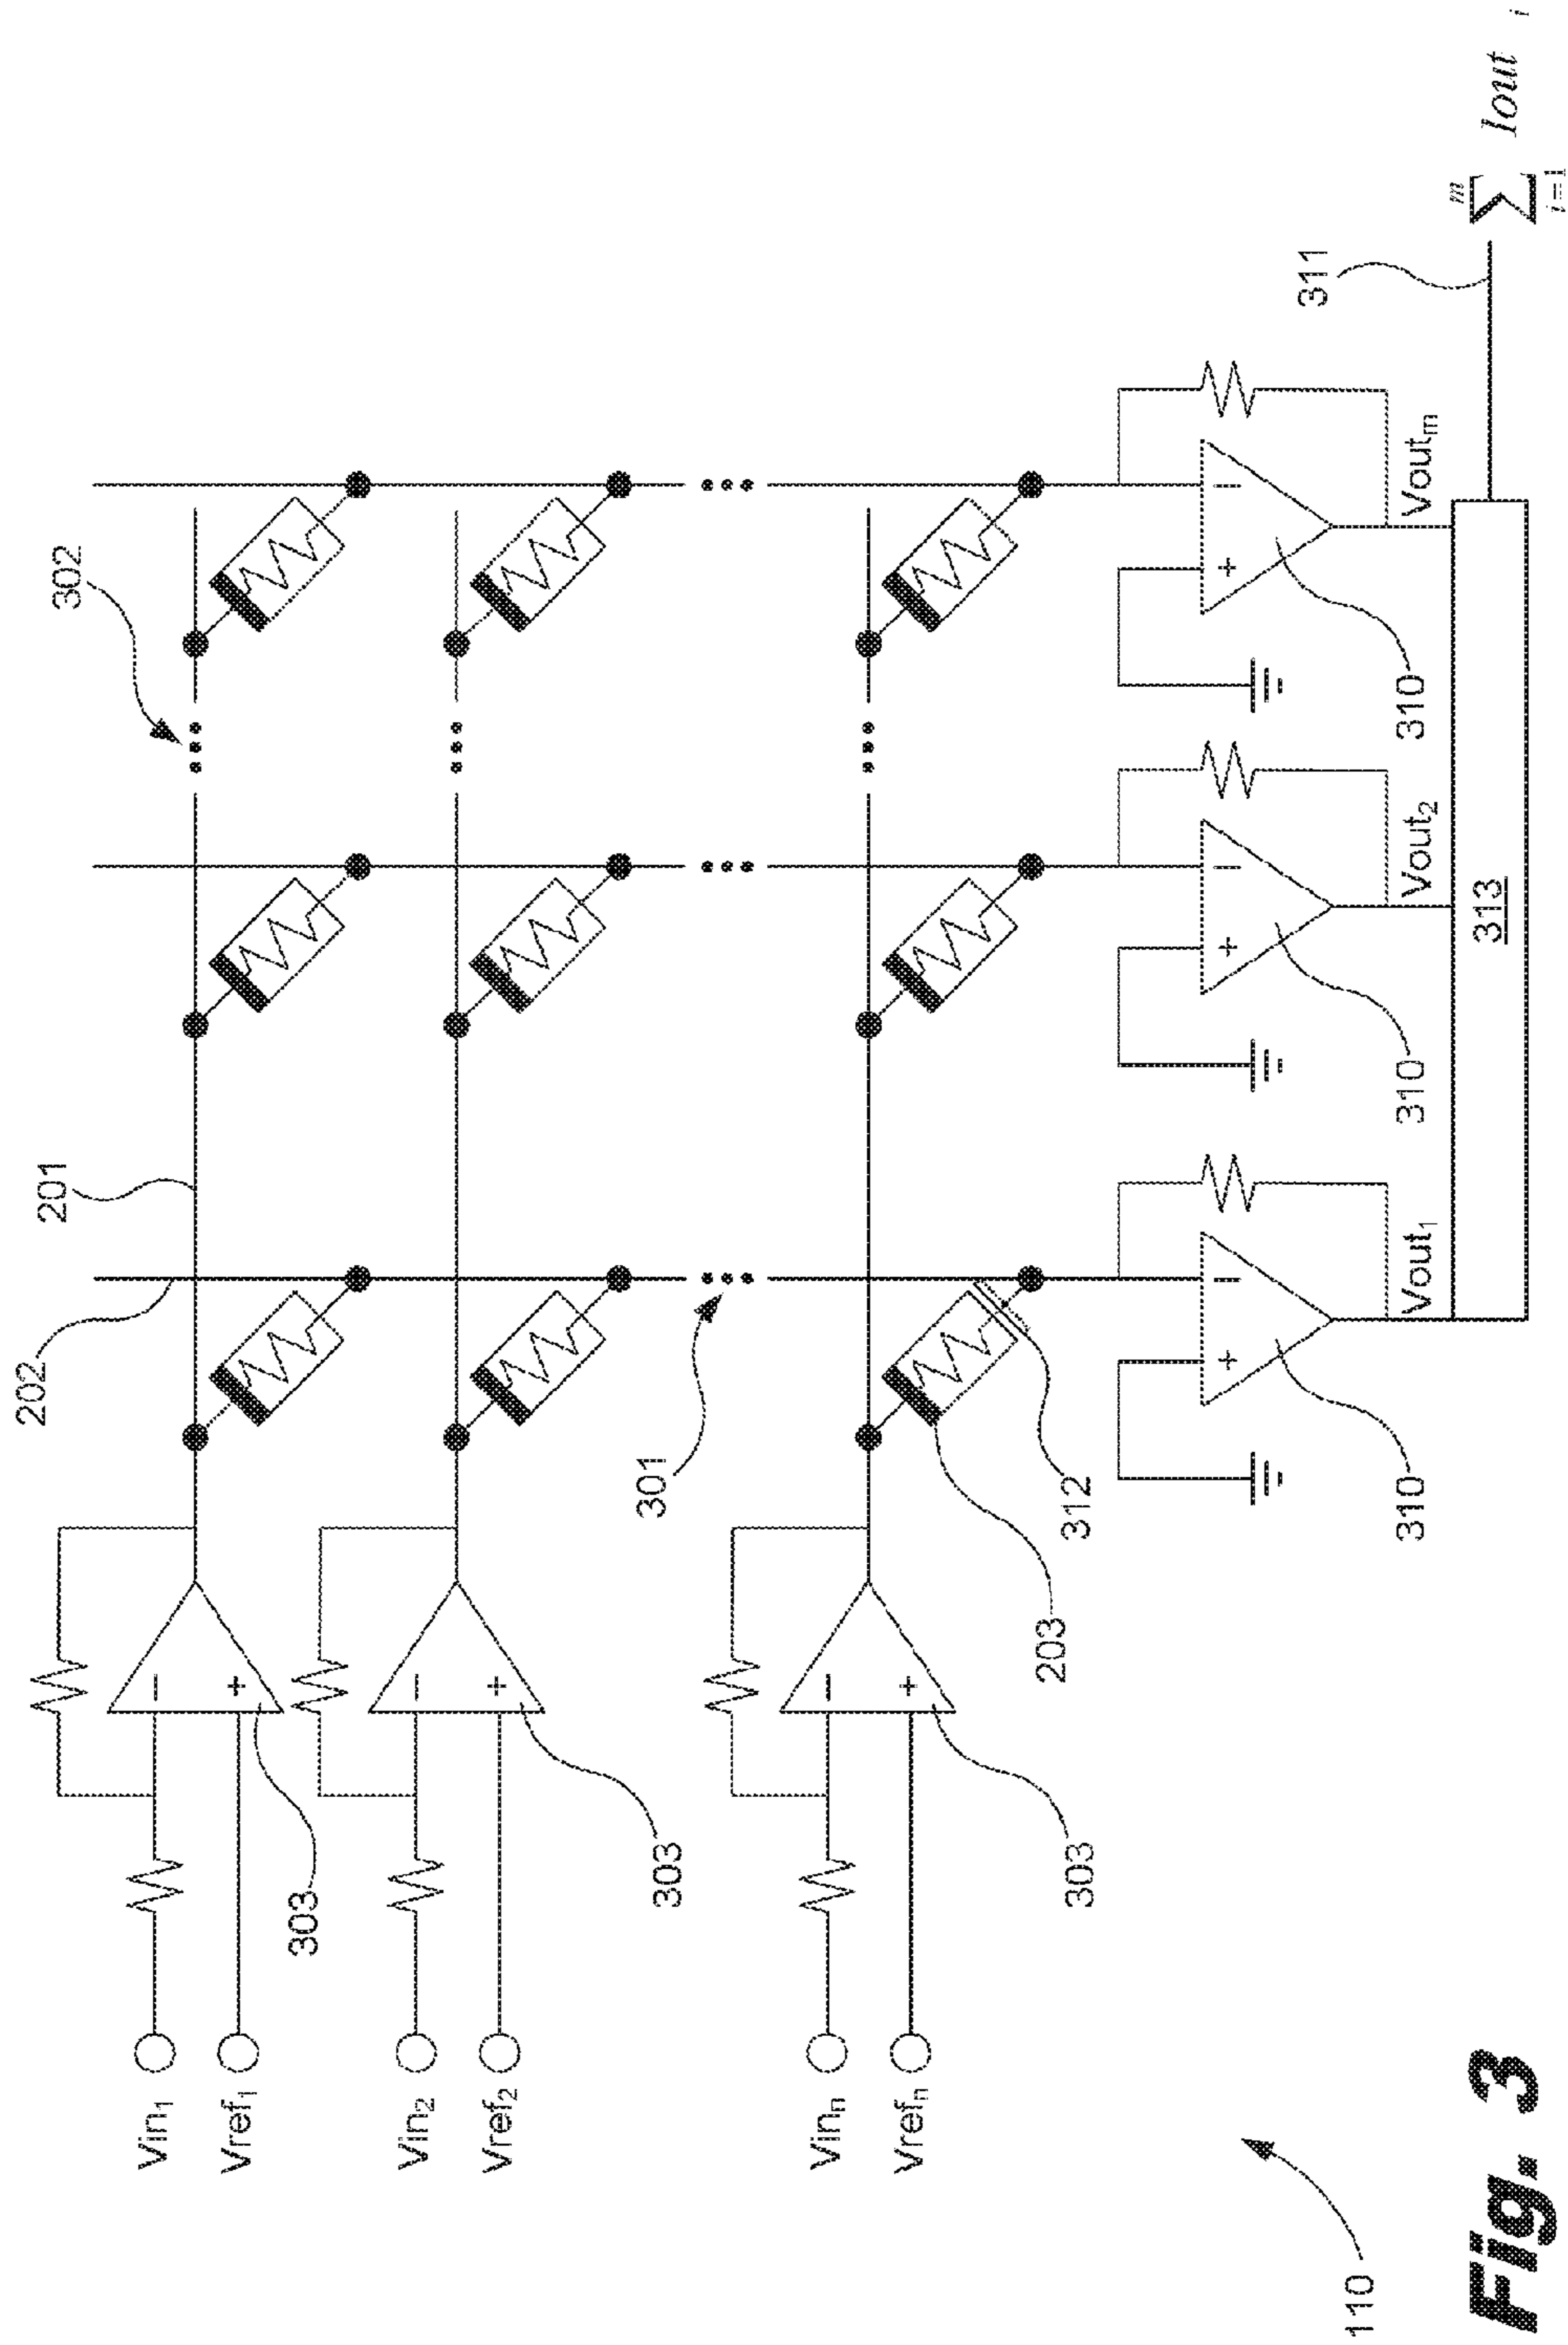 302
201
202
Vin₁
Vref₁
303
Vin₂
Vref₂
303
301
Vinₙ
Vrefₙ
303
203
312
+ −
+ −
+ −
− +
− +
− +
310
310
310
Vout₁
Vout₂
Voutₘ
313
311
m
∑ Iout i
i=1
110
Fig. 3